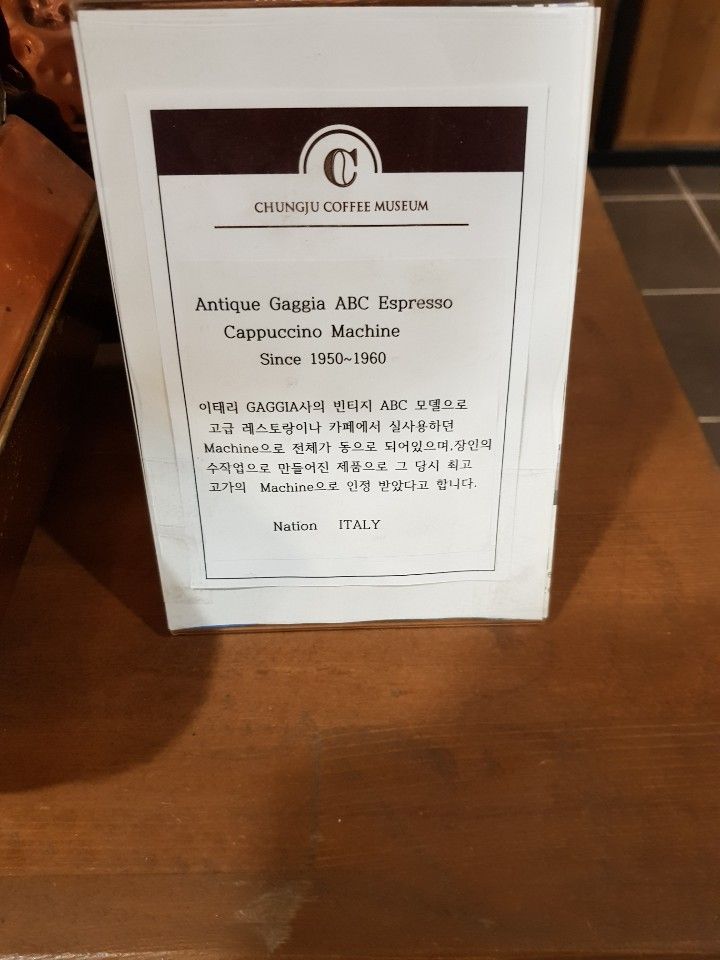 C
CHUNGJU COFFEE MUSEUM
Antique Gaggia ABC Espresso
Cappuccino Machine
Since 1950~1960
이태리 GAGGIA사의 빈티지 ABC 모델으로
고급 레스토랑이나 카페에서 실사용하던
Machine으로 전체가 동으로 되어있으며,장인의
수작업으로 만들어진 제품으로 그 당시 최고
고가의 Machine으로 인정 받았다고 합니다.
Nation ITALY